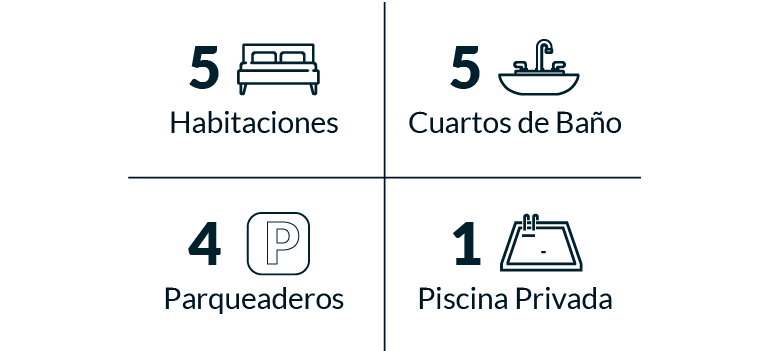 5
Habitaciones
5
Cuartos de Baño
4 P
Parqueaderos
1
Piscina Privada